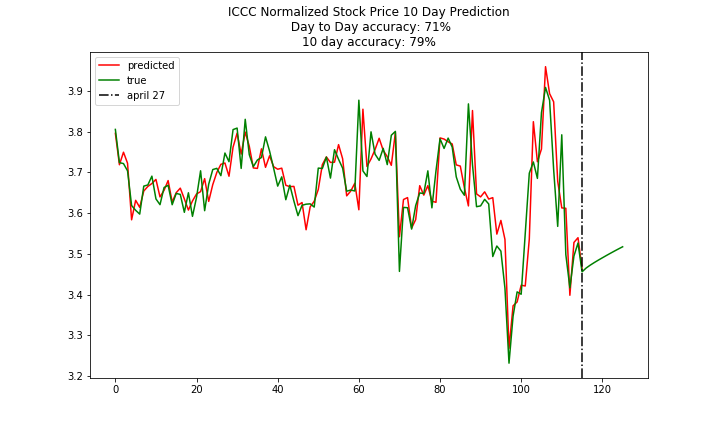 ICCC Normalized Stock Price 10 Day Prediction
Day to Day accuracy: 71%
10 day accuracy: 79%
predicted
true
april 27
3.9
3.8
3.7
3.6
3.5
3.4
3.3
3.2
0 20 40 60 80 100 120